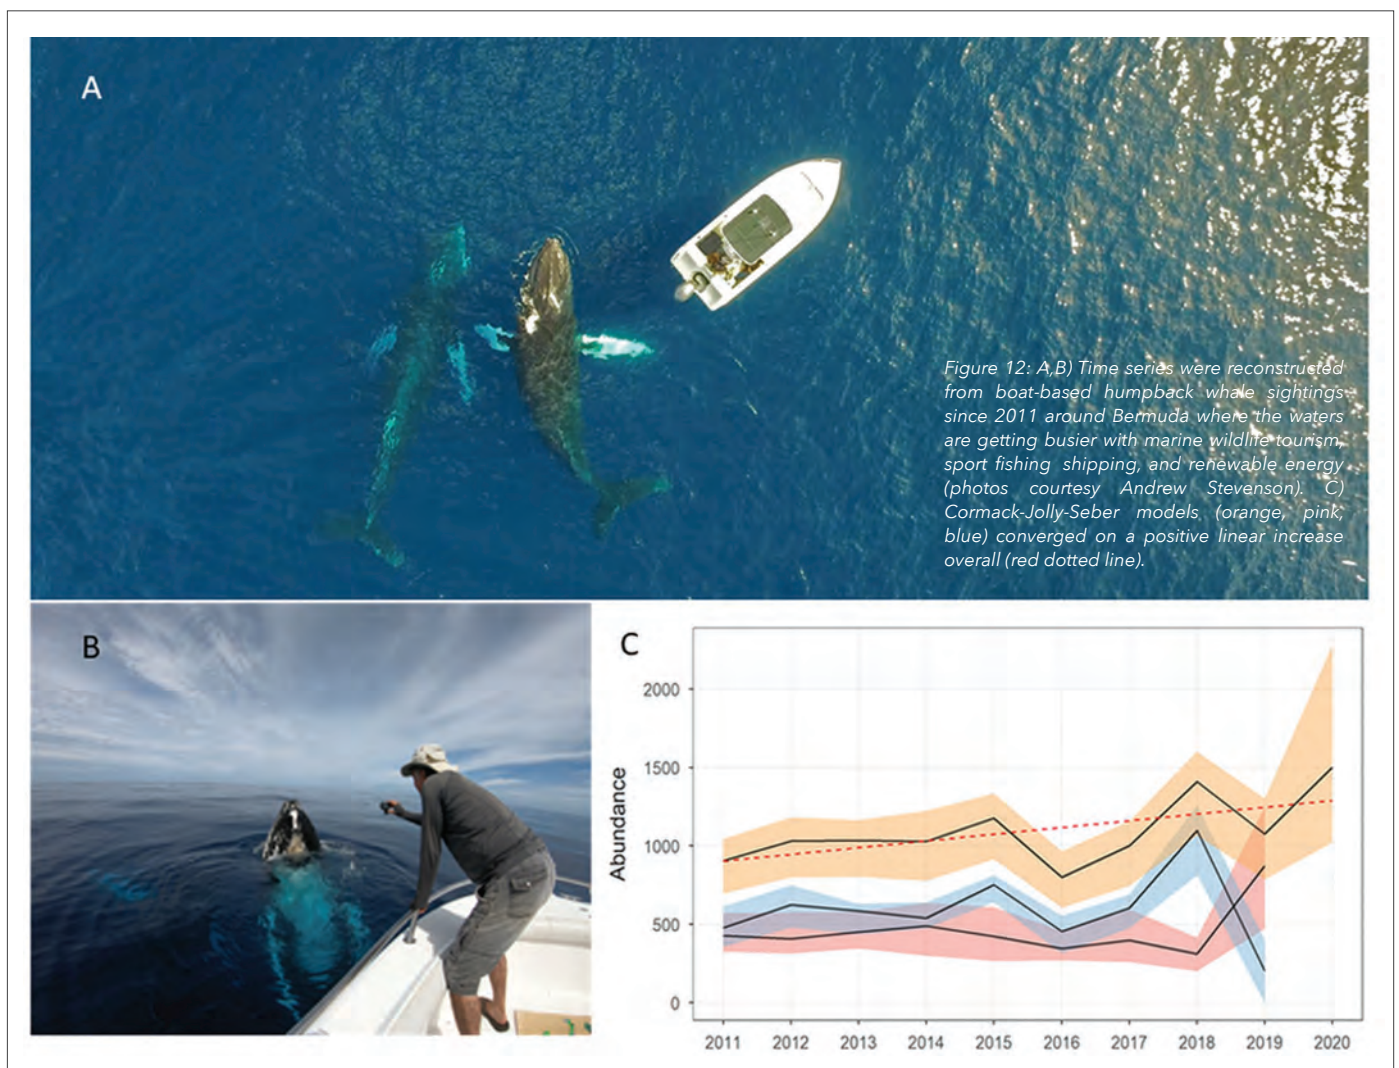 A
Figure 12: A,B) Time series were reconstructed
from boat-based humpback whale sightings
since 2011 around Bermuda where the waters
are getting busier with marine wildlife tourism,
sport fishing shipping, and renewable energy
(photos courtesy Andrew Stevenson). C)
Cormack-Jolly-Seber models (orange, pink,
blue) converged on a positive linear increase
overall (red dotted line).
B
C
Abundance
2000
1500
1000
500
0
2011 2012 2013 2014 2015 2016 2017 2018 2019 2020